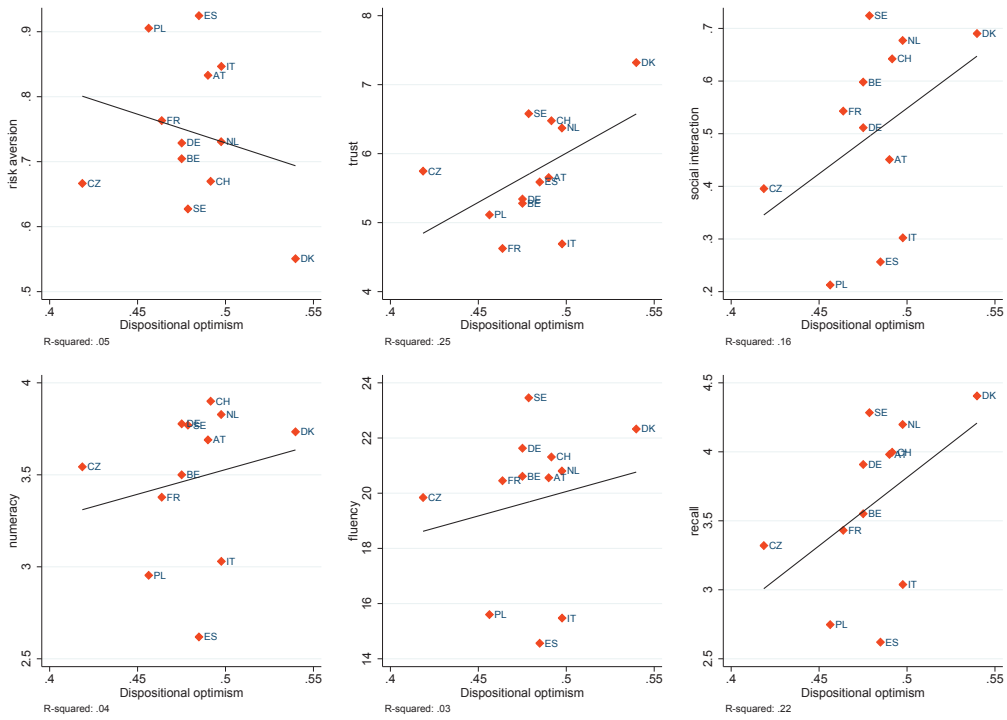 risk aversion
.9
.8
.7
.6
.5
ES
PL
IT
AT
FR
DE
NL
BE
CZ
CH
SE
DK
.4 .45 .5 .55
Dispositional optimism
R-squared: .05
trust
7
6
5
4
DK
SE
CH
NL
CZ
AT
ES
DE
BE
PL
IT
FR
.4 .45 .5 .55
Dispositional optimism
R-squared: .25
social interaction
.7
.6
.5
.4
.3
.2
SE
DK
NL
CH
BE
FR
DE
AT
CZ
IT
ES
PL
.4 .45 .5 .55
Dispositional optimism
R-squared: .16
numeracy
4
3.5
3
2.5
CH
NL
DE
SE
DK
AT
CZ
BE
FR
IT
PL
ES
.4 .45 .5 .55
Dispositional optimism
R-squared: .04
fluency
24
22
20
18
16
14
SE
DK
DE
CH
NL
BE
AT
FR
CZ
PL
IT
ES
.4 .45 .5 .55
Dispositional optimism
R-squared: .03
recall
4.5
4
3.5
3
2.5
DK
SE
NL
CH
AT
DE
BE
FR
CZ
IT
PL
ES
.4 .45 .5 .55
Dispositional optimism
R-squared: .22